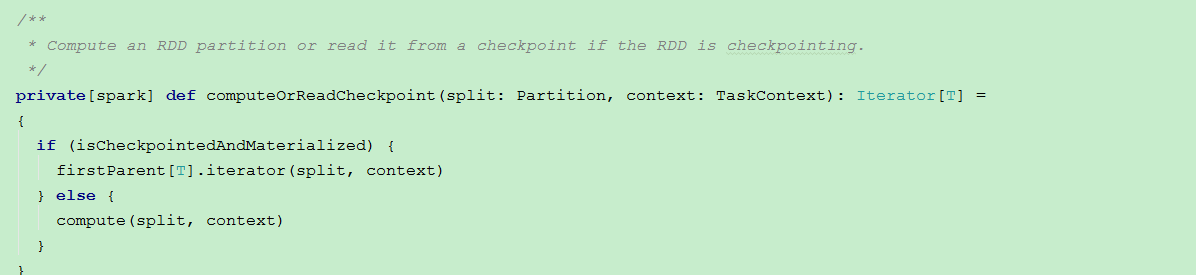 /**
 * Compute an RDD partition or read it from a checkpoint if the RDD is checkpointing.
 */
private[spark] def computeOrReadCheckpoint(split: Partition, context: TaskContext): Iterator[T] =
{
  if (isCheckpointedAndMaterialized) {
    firstParent[T].iterator(split, context)
  } else {
    compute(split, context)
  }
}